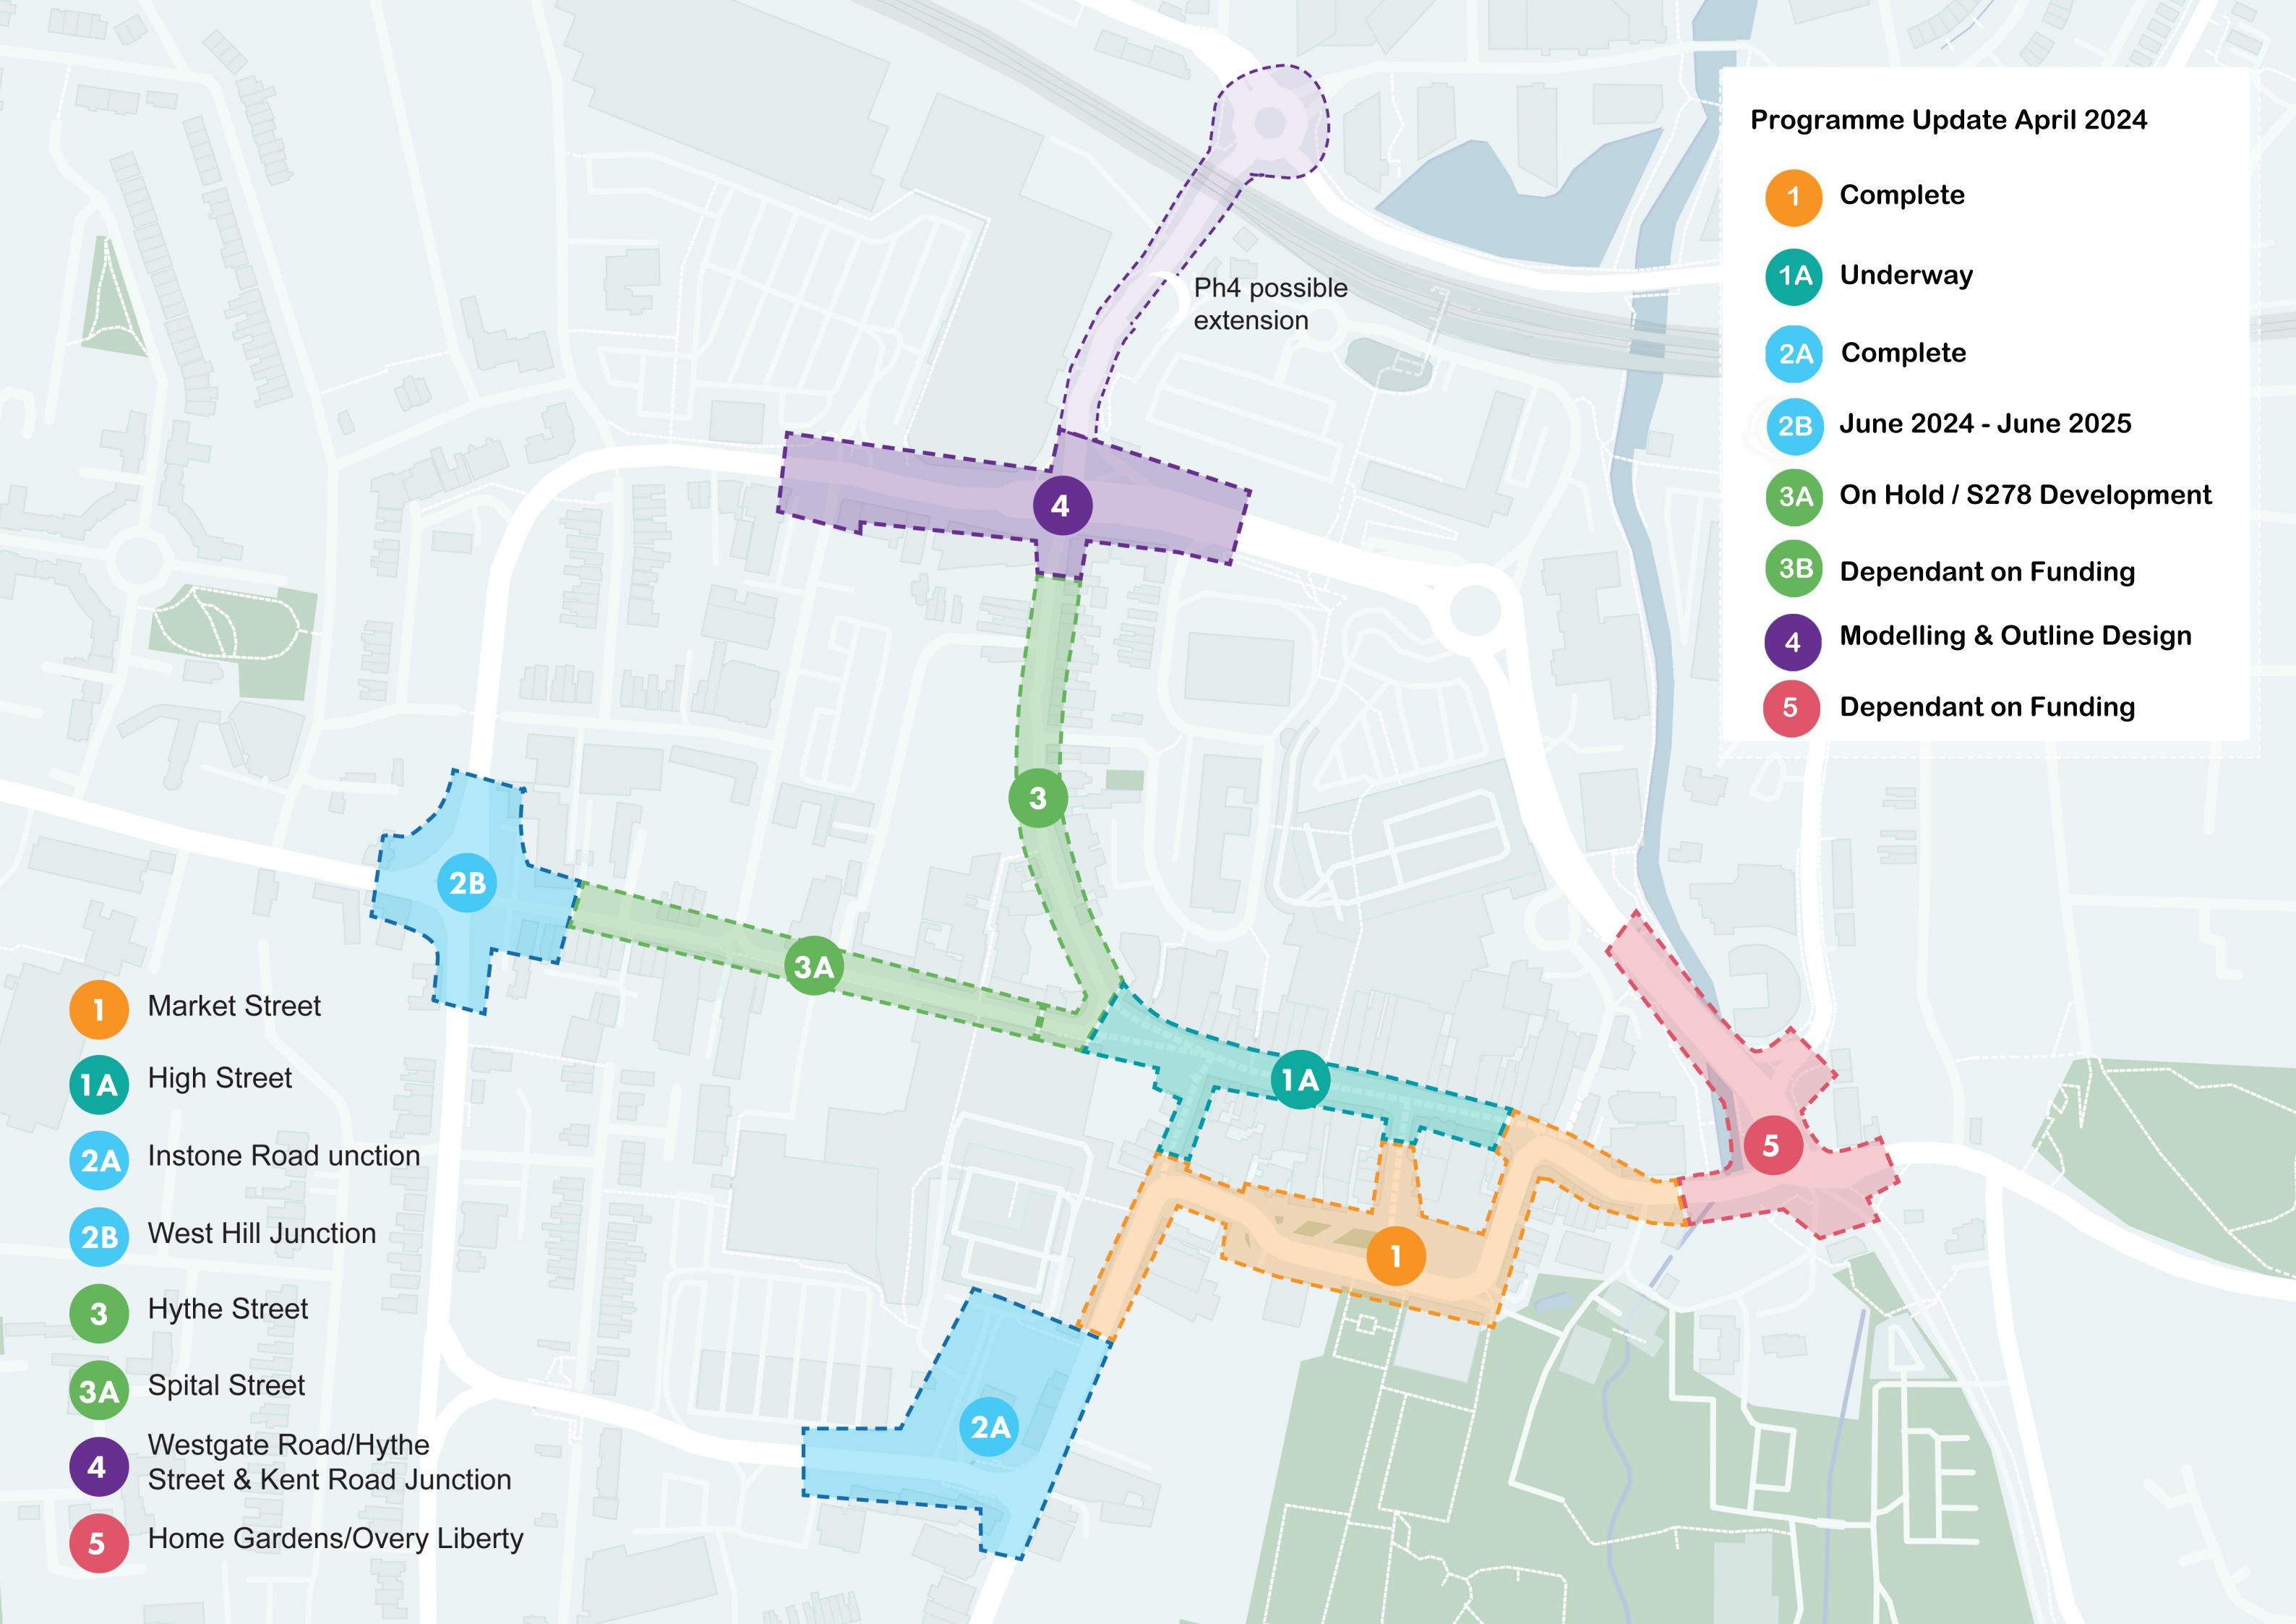 Programme Update April 2024
1 Complete
1A Underway
2A Complete
2B June 2024 - June 2025
3A On Hold / S278 Development
3B Dependant on Funding
4 Modelling & Outline Design
5 Dependant on Funding
Ph4 possible
extension
4
3
2B
3A
1A
5
1
2A
1 Market Street
1A High Street
2A Instone Road unction
2B West Hill Junction
3 Hythe Street
3A Spital Street
4 Westgate Road/Hythe
Street & Kent Road Junction
5 Home Gardens/Overy Liberty